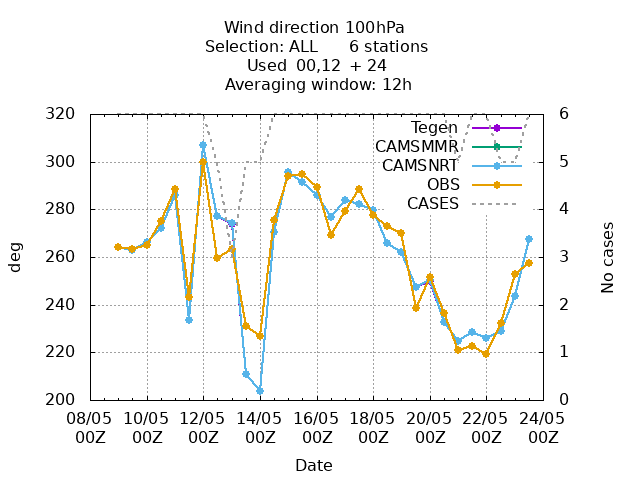 Wind direction 100hPa
Selection: ALL 6 stations
Used 00,12 + 24
Averaging window: 12h
320 6
Tegen
CAMSMMR
300 5
CAMSNRT
OBS
CASES
280 4
260 3
deg
No cases
240 2
220 1
200 0
08/05 10/05 12/05 14/05 16/05 18/05 20/05 22/05 24/05
00Z 00Z 00Z 00Z 00Z 00Z 00Z 00Z 00Z
Date